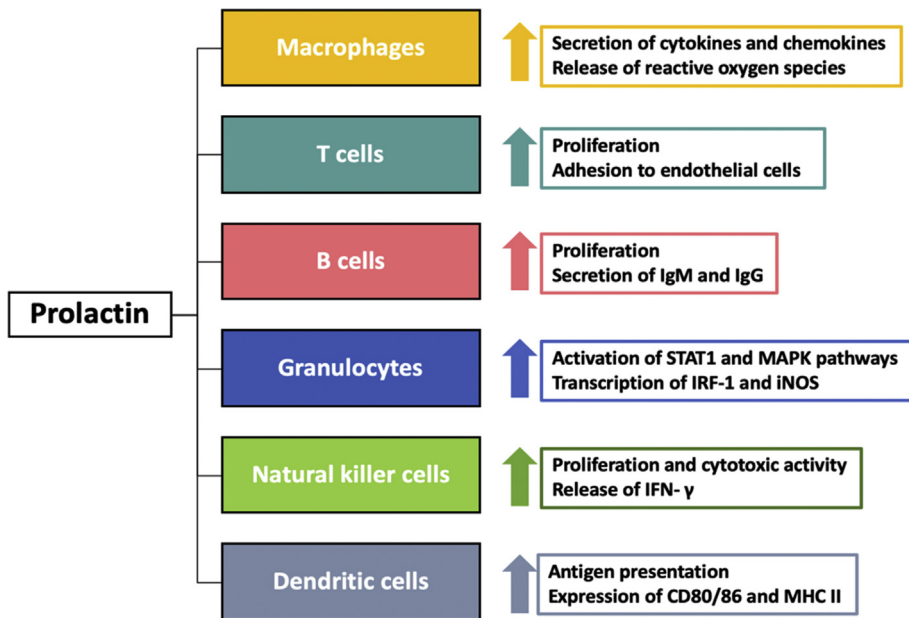 Macrophages
Secretion of cytokines and chemokines
Release of reactive oxygen species
T cells
Proliferation
Adhesion to endothelial cells
B cells
Proliferation
Secretion of IgM and IgG
Prolactin
Granulocytes
Activation of STAT1 and MAPK pathways
Transcription of IRF-1 and iNOS
Natural killer cells
Proliferation and cytotoxic activity
Release of IFN- γ
Dendritic cells
Antigen presentation
Expression of CD80/86 and MHC II